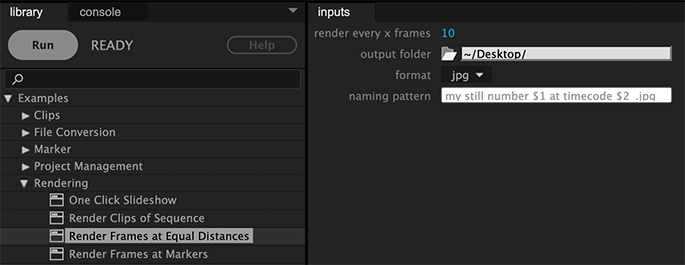 library console
Run READY Help
Examples
Clips
File Conversion
Marker
Project Management
Rendering
One Click Slideshow
Render Clips of Sequence
Render Frames at Equal Distances
Render Frames at Markers
inputs
render every x frames 10
output folder ~/Desktop/
format jpg
naming pattern my still number $1 at timecode $2 .jpg